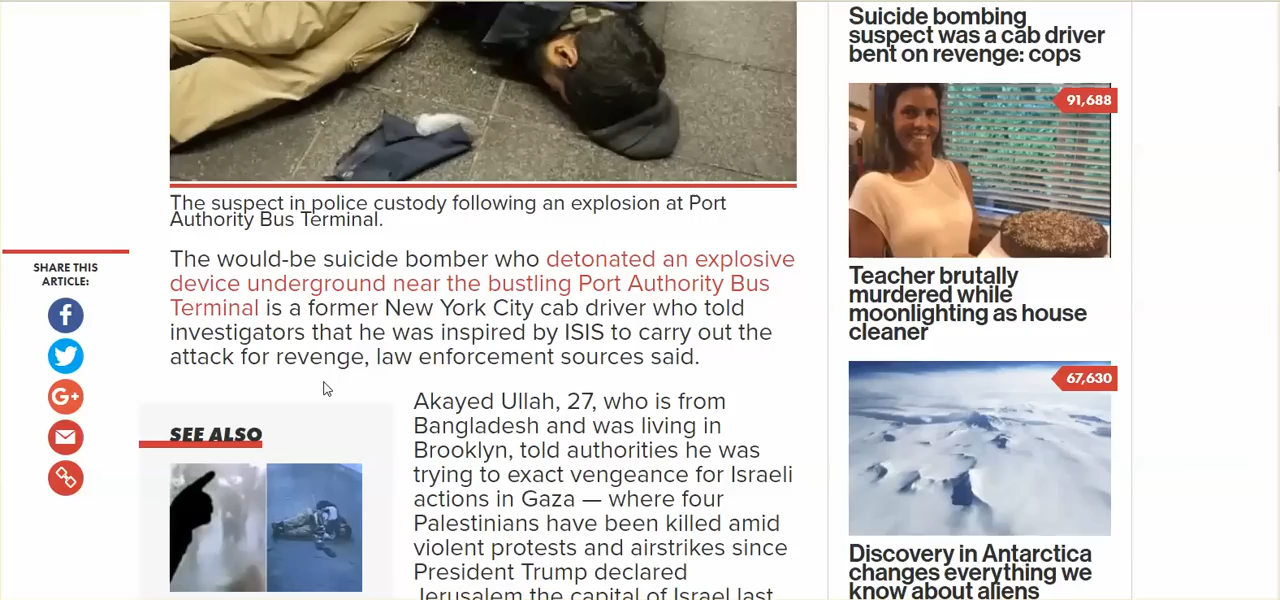 The suspect in police custody following an explosion at Port
Authority Bus Terminal.
The would-be suicide bomber who detonated an explosive
device underground near the bustling Port Authority Bus
Terminal is a former New York City cab driver who told
investigators that he was inspired by ISIS to carry out the
attack for revenge, law enforcement sources said.
SHARE THIS
ARTICLE:
G+
SEE ALSO
Akayed Ullah, 27, who is from
Bangladesh and was living in
Brooklyn, told authorities he was
trying to exact vengeance for Israeli
actions in Gaza — where four
Palestinians have been killed amid
violent protests and airstrikes since
President Trump declared
Jerusalem the capital of Israel last
Suicide bombing
suspect was a cab driver
bent on revenge: cops
91,688
Teacher brutally
murdered while
moonlighting as house
cleaner
67,630
Discovery in Antarctica
changes everything we
know about aliens